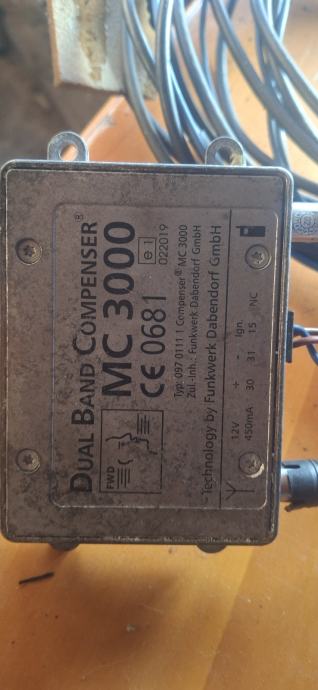 DUAL BAND COMPENSER®
MC 3000
CE 0681
e 1
022019
FWD
Typ: 097 0111 I Compenser® MC 3000
Zul.-Inh.: Funkwerk Dabendorf GmbH
Technology by Funkwerk Dabendorf GmbH
12V + - Ign.
450mA 30 31 15 NC